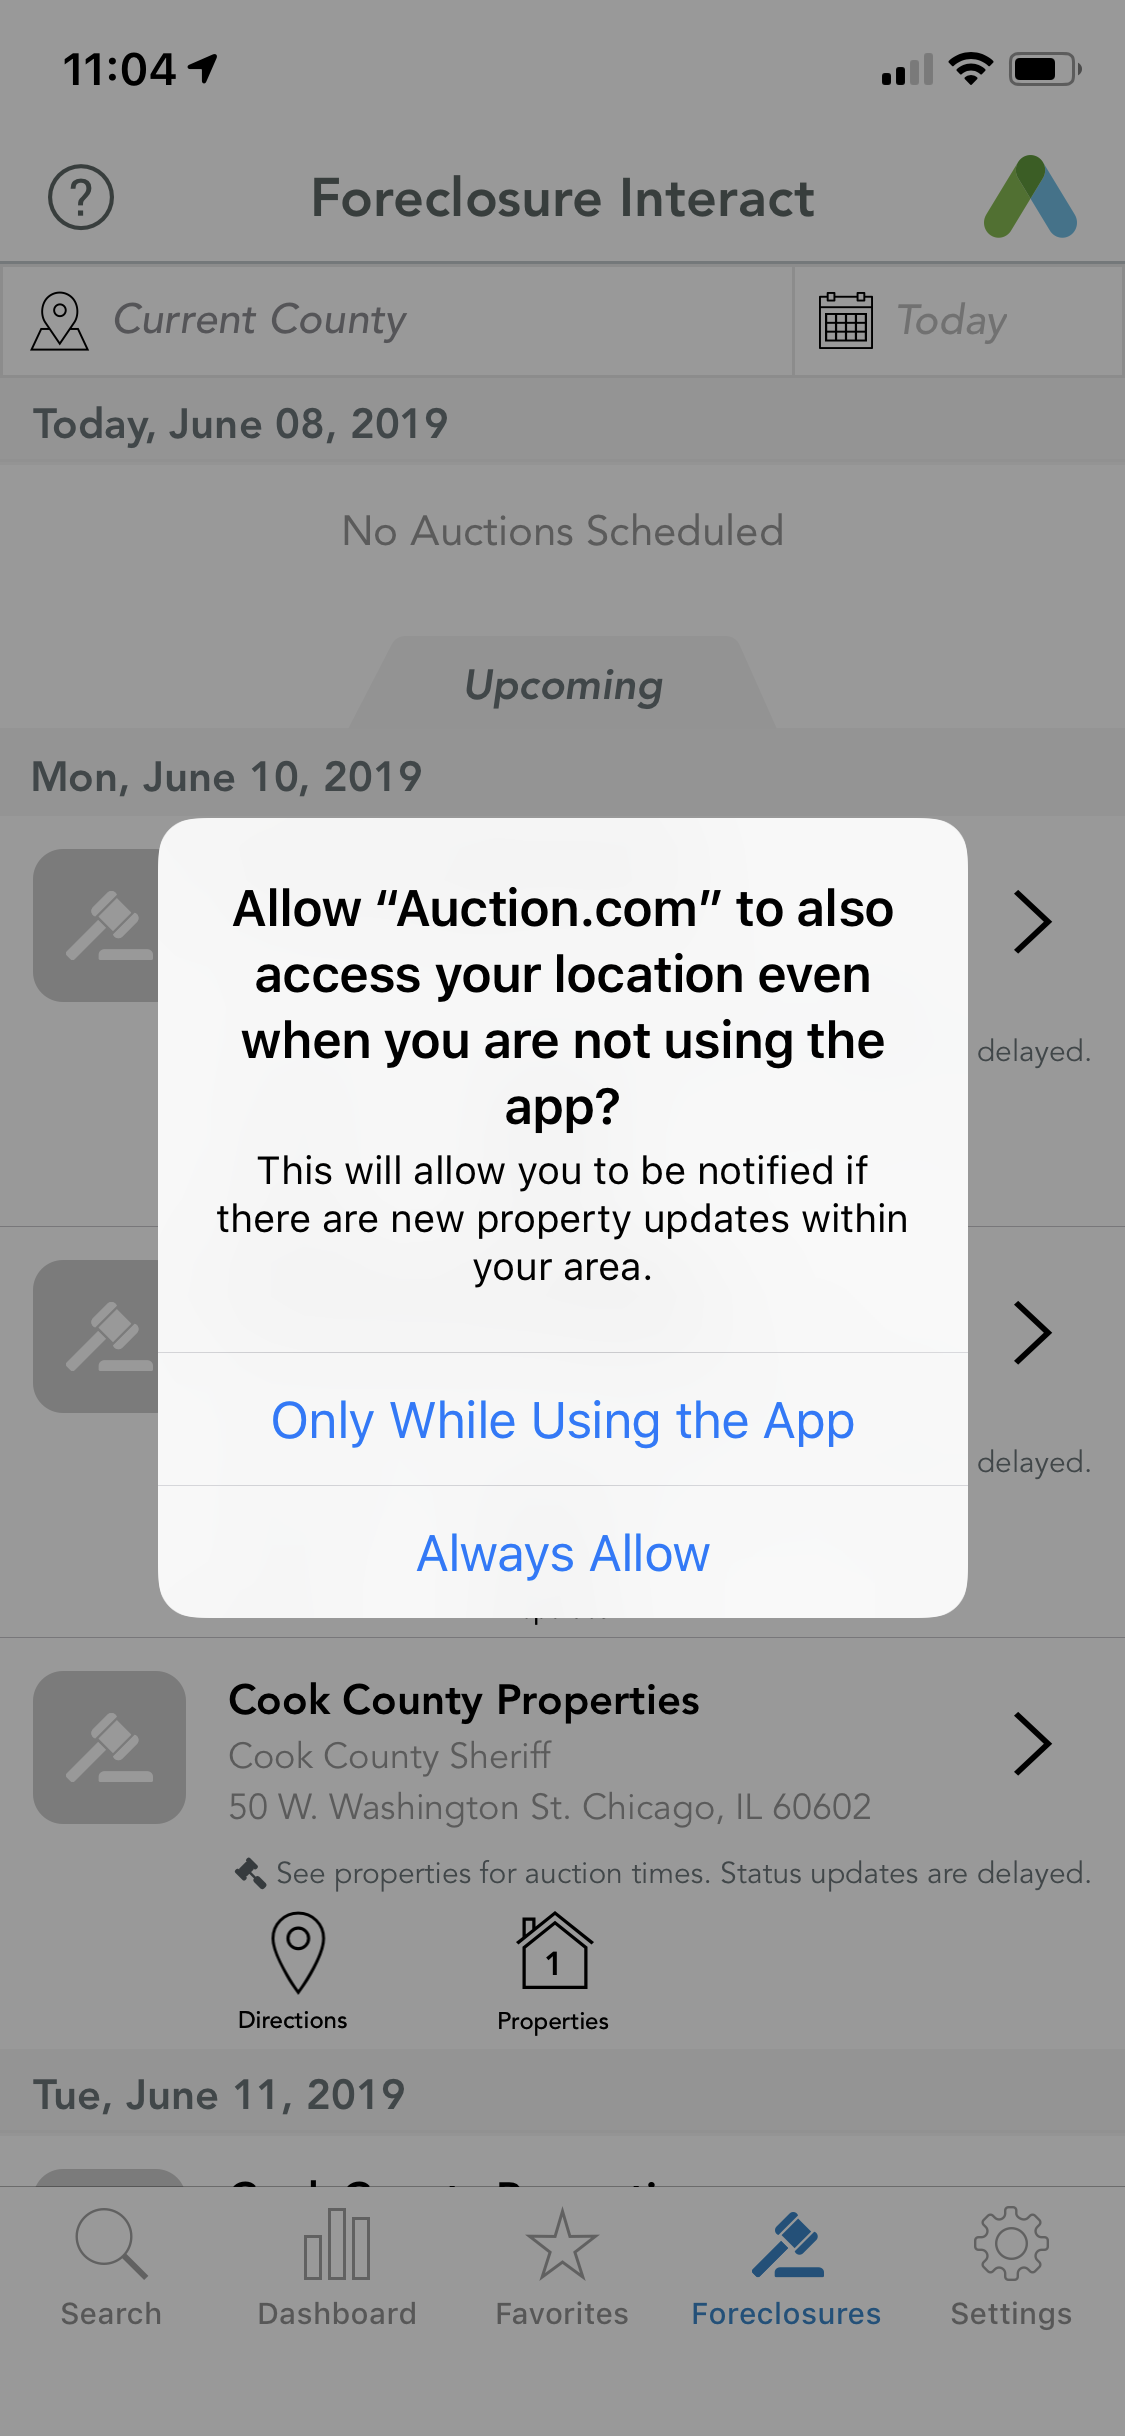 11:04
Foreclosure Interact
Current County
Today
Today, June 08, 2019
No Auctions Scheduled
Upcoming
Mon, June 10, 2019
Allow “Auction.com” to also
access your location even
when you are not using the
app?
This will allow you to be notified if
there are new property updates within
your area.
Only While Using the App
Always Allow
delayed.
delayed.
Cook County Properties
Cook County Sheriff
50 W. Washington St. Chicago, IL 60602
See properties for auction times. Status updates are delayed.
1
Directions
Properties
Tue, June 11, 2019
Search
Dashboard
Favorites
Foreclosures
Settings